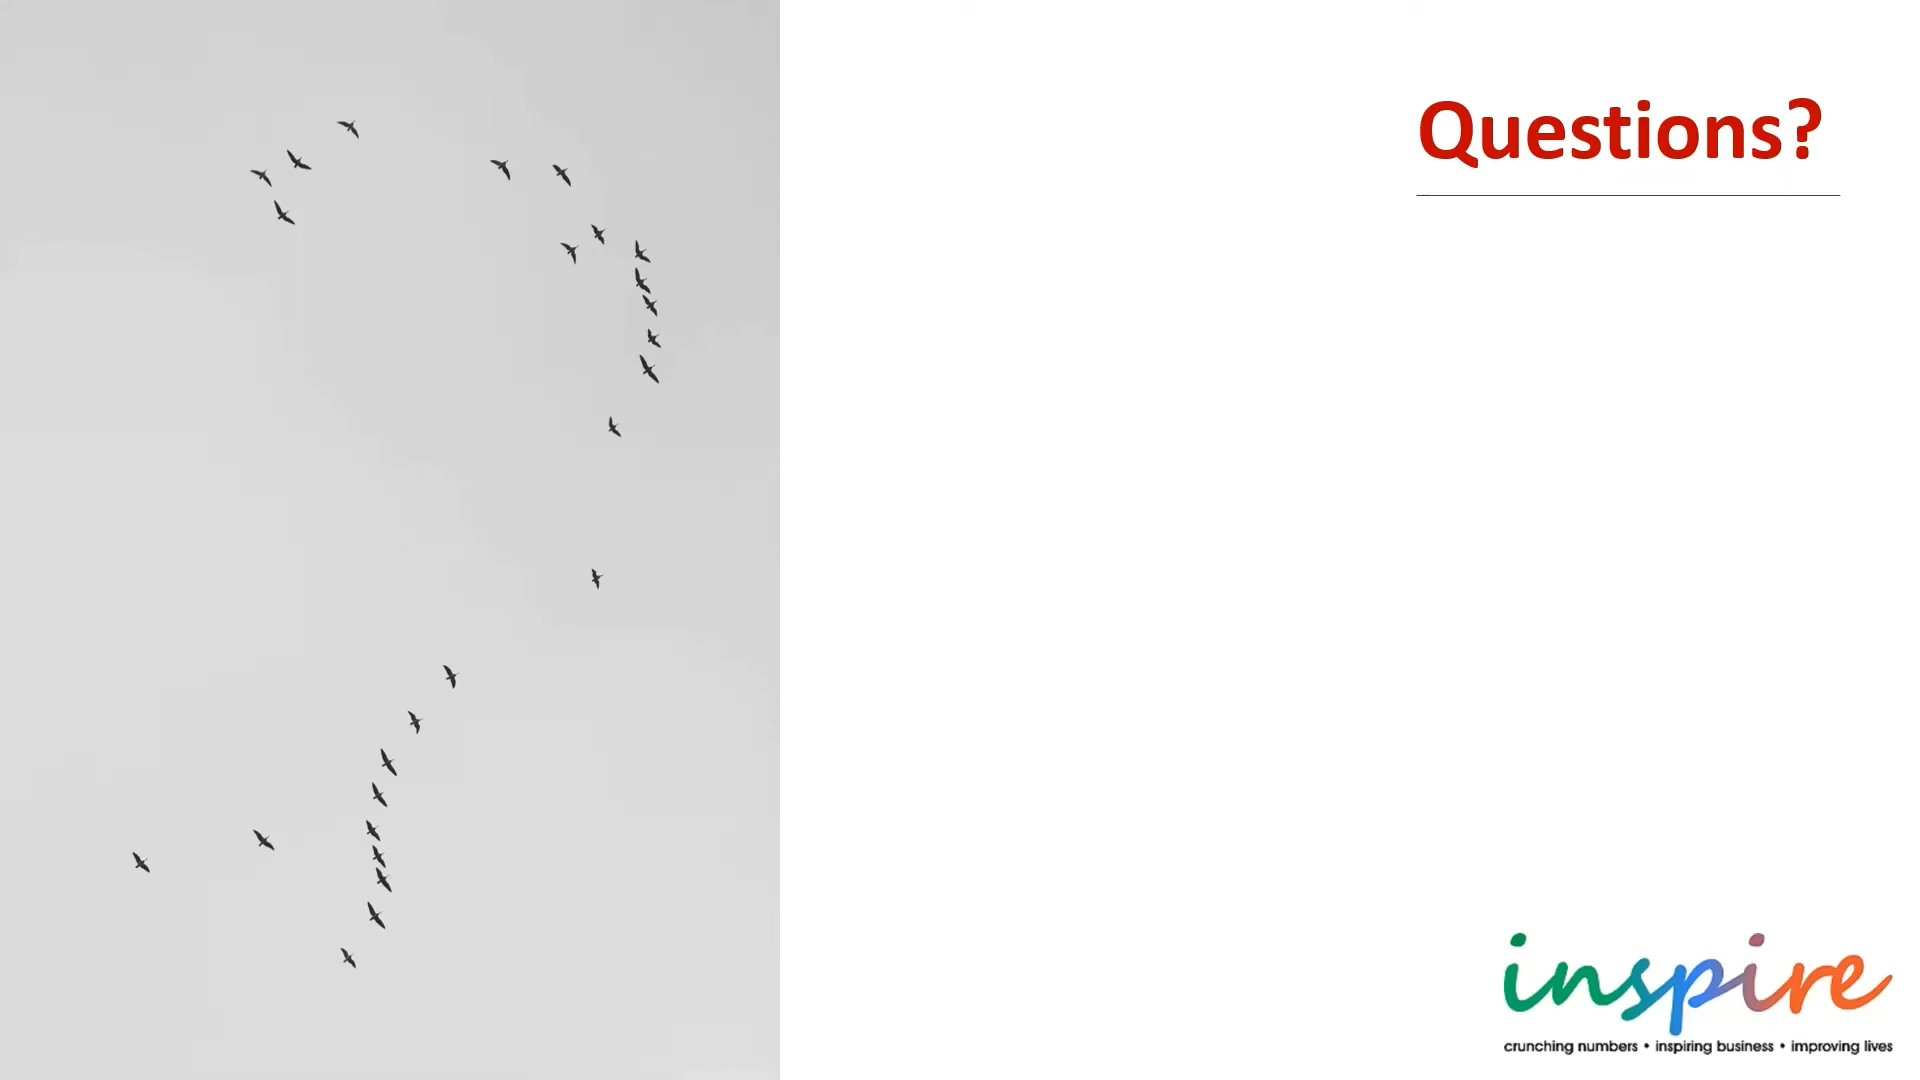 Questions?
inspire
crunching numbers • inspiring business • improving lives